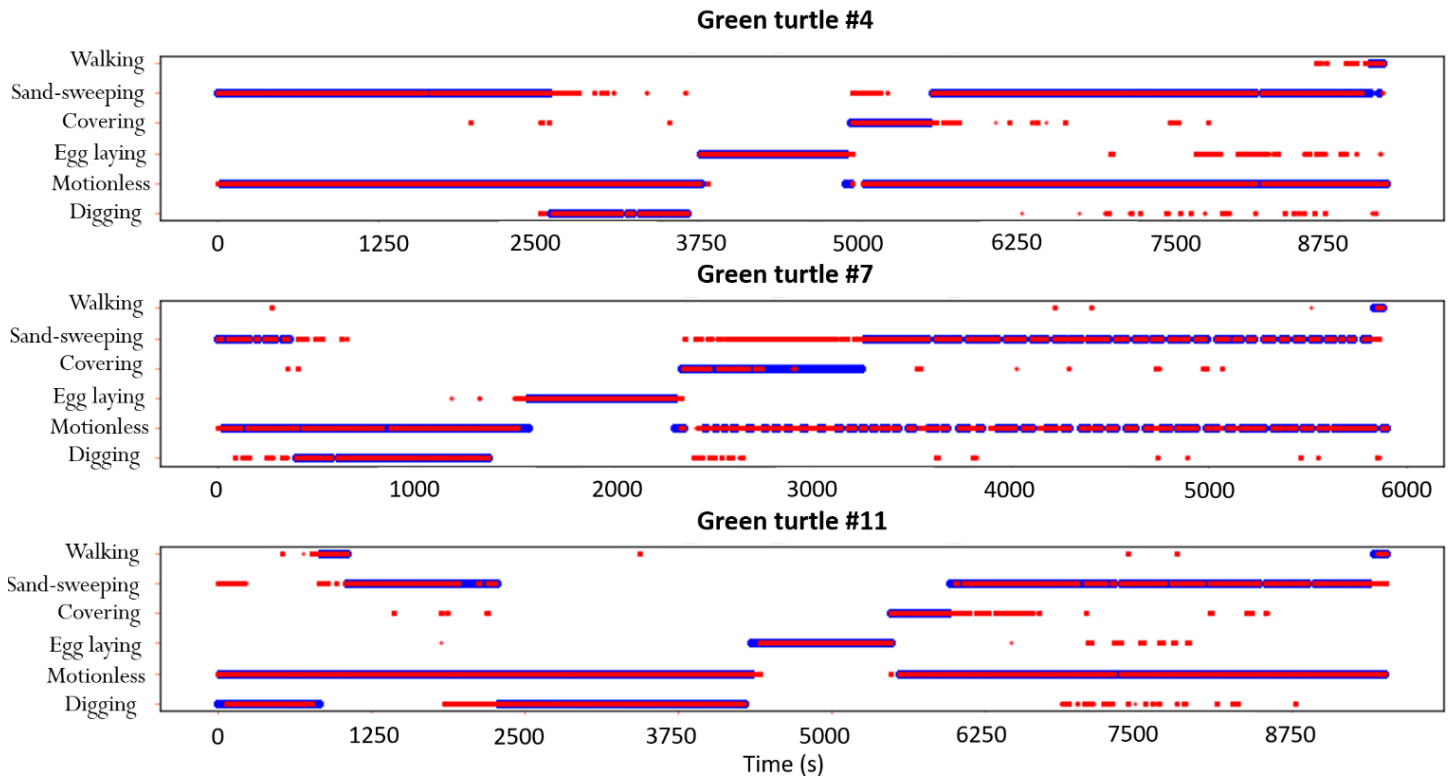 Green turtle #4
Walking
Sand-sweeping
Covering
Egg laying
Motionless
Digging
0 1250 2500 3750 5000 6250 7500 8750
Green turtle #7
Walking
Sand-sweeping
Covering
Egg laying
Motionless
Digging
0 1000 2000 3000 4000 5000 6000
Green turtle #11
Walking
Sand-sweeping
Covering
Egg laying
Motionless
Digging
0 1250 2500 3750 5000 6250 7500 8750
Time (s)